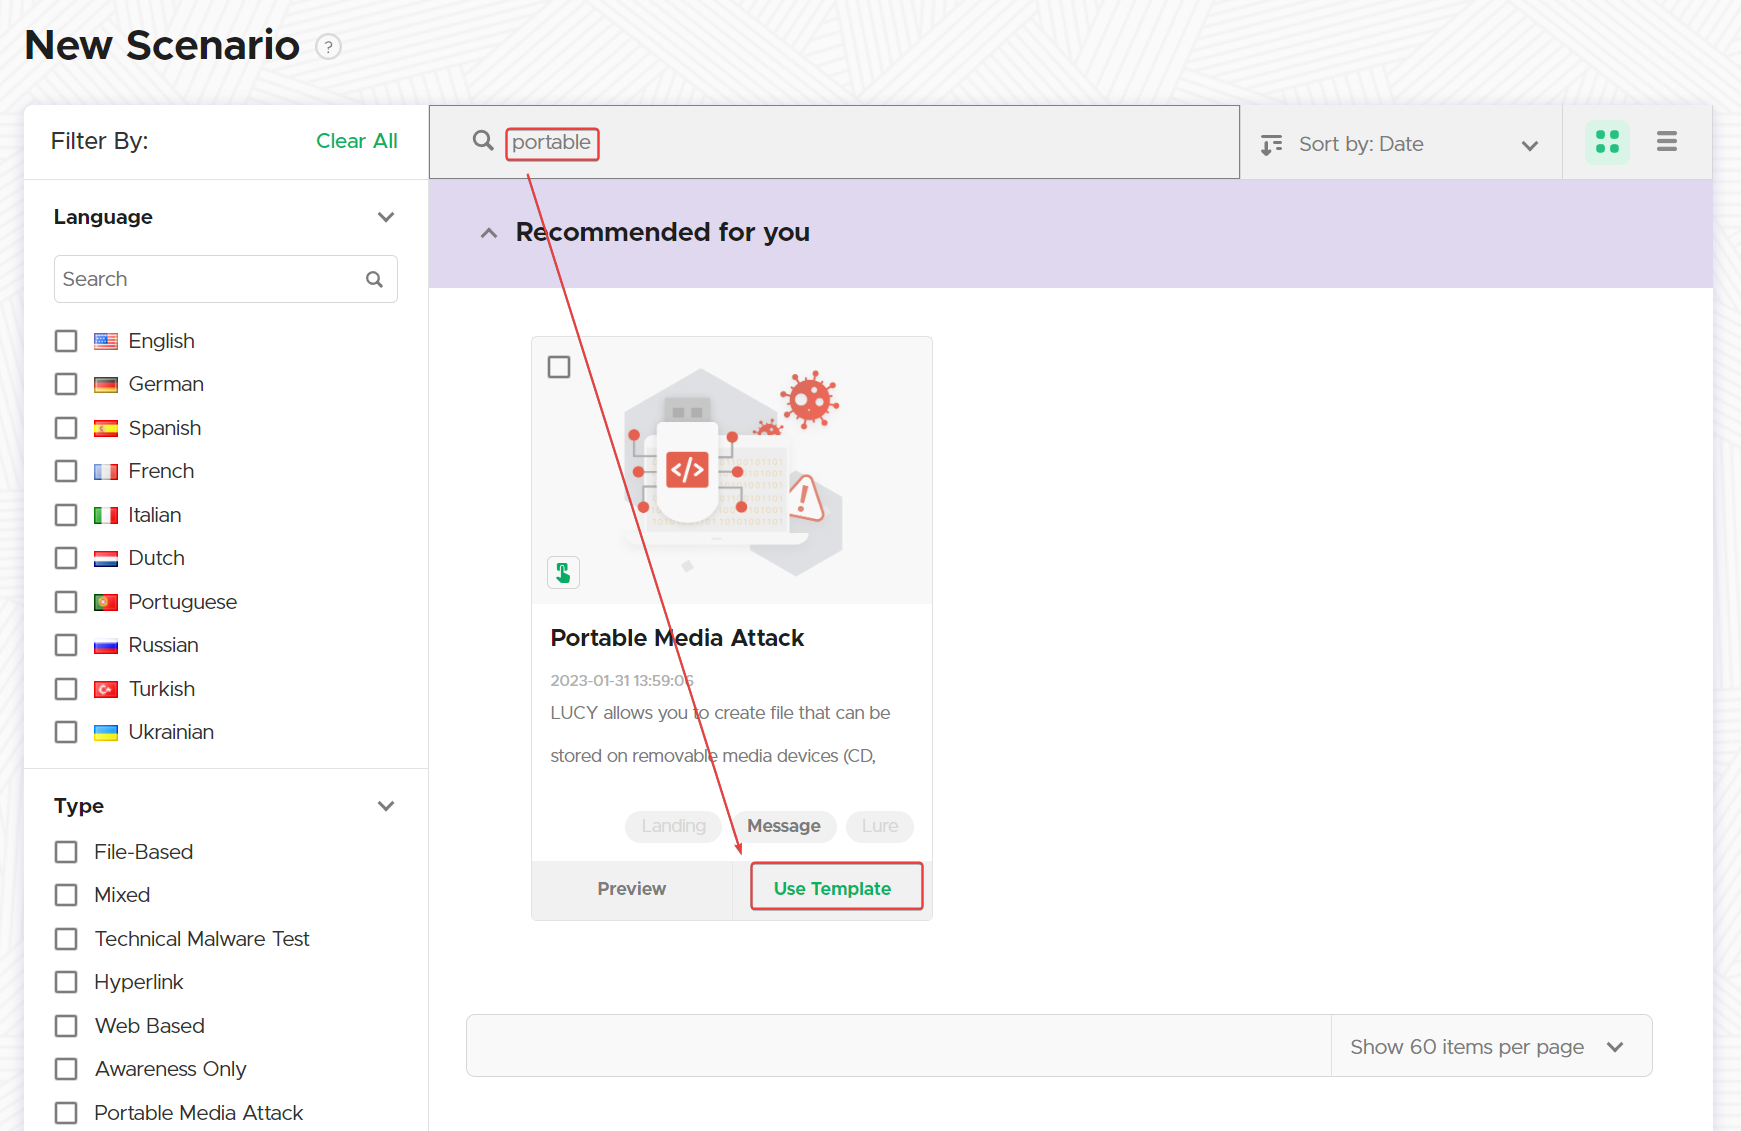 New Scenario ?
Filter By:
Clear All
portable
Sort by: Date
Language
Search
English
German
Spanish
French
Italian
Dutch
Portuguese
Russian
Turkish
Ukrainian
Type
File-Based
Mixed
Technical Malware Test
Hyperlink
Web Based
Awareness Only
Portable Media Attack
Recommended for you
</>
Portable Media Attack
2023-01-31 13:59:06
LUCY allows you to create file that can be
stored on removable media devices (CD,
Landing Message Lure
Preview Use Template
Show 60 items per page